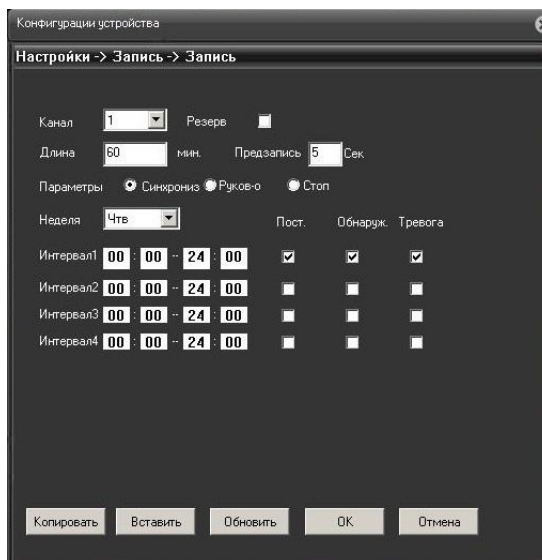 Конфигурации устройства
Настройки -> Запись -> Запись
Канал 1 Резерв
Длина 60 мин. Предзапись 5 Сек
Параметры Синхрониз Руков-о Стоп
Неделя Чтв Пост. Обнаруж. Тревога
Интервал1 00 : 00 -- 24 : 00
Интервал2 00 : 00 -- 24 : 00
Интервал3 00 : 00 -- 24 : 00
Интервал4 00 : 00 -- 24 : 00
Копировать Вставить Обновить OK Отмена